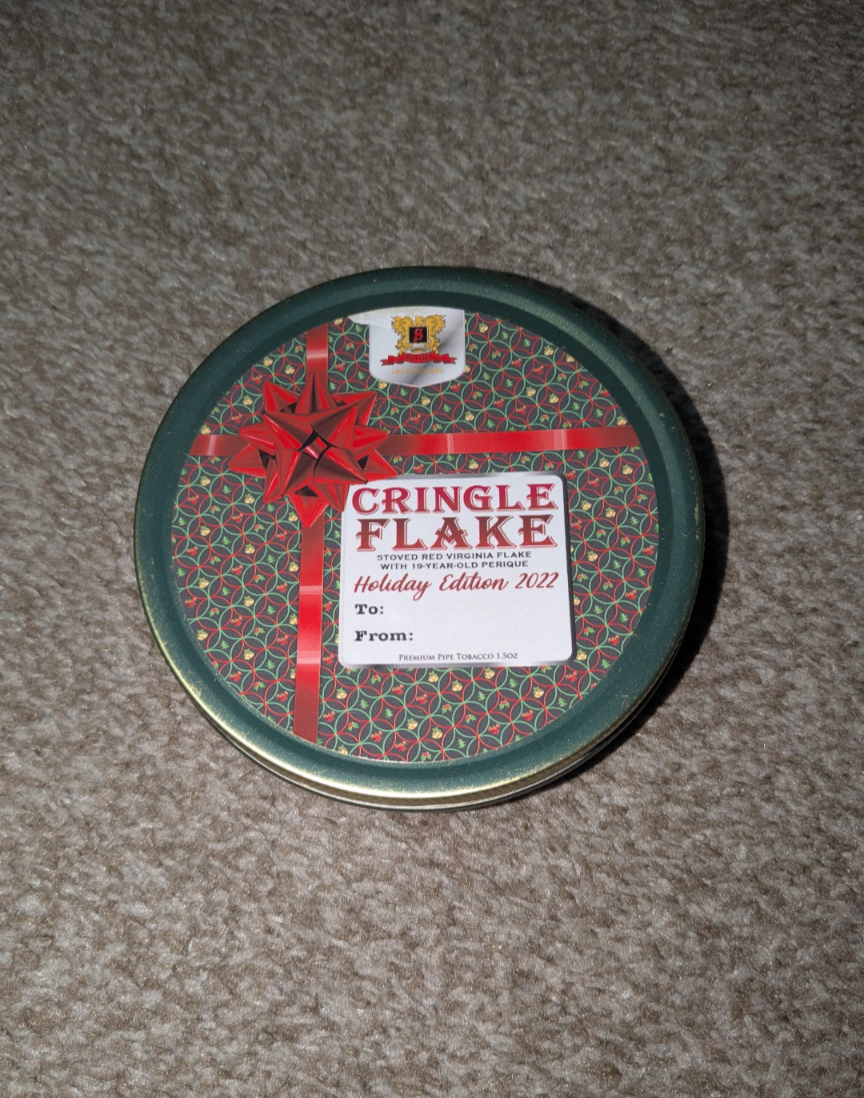 S
CRINGLE
FLAKE
STOVED RED VIRGINIA FLAKE
WITH 19-YEAR-OLD PERIQUE
Holiday Edition 2022
To:
From:
PREMIUM PIPE TOBACCO 1.5OZ